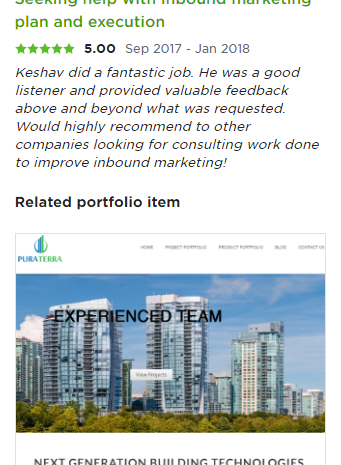 Seeking help with inbound marketing
plan and execution
5.00 Sep 2017 - Jan 2018
Keshav did a fantastic job. He was a good
listener and provided valuable feedback
above and beyond what was requested.
Would highly recommend to other
companies looking for consulting work done
to improve inbound marketing!
Related portfolio item
PURATERRA
HOME PROJECT PORTFOLIO PRODUCT PORTFOLIO BLOG CONTACT US
EXPERIENCED TEAM
View Projects
NEXT GENERATION BUILDING TECHNOLOGIES